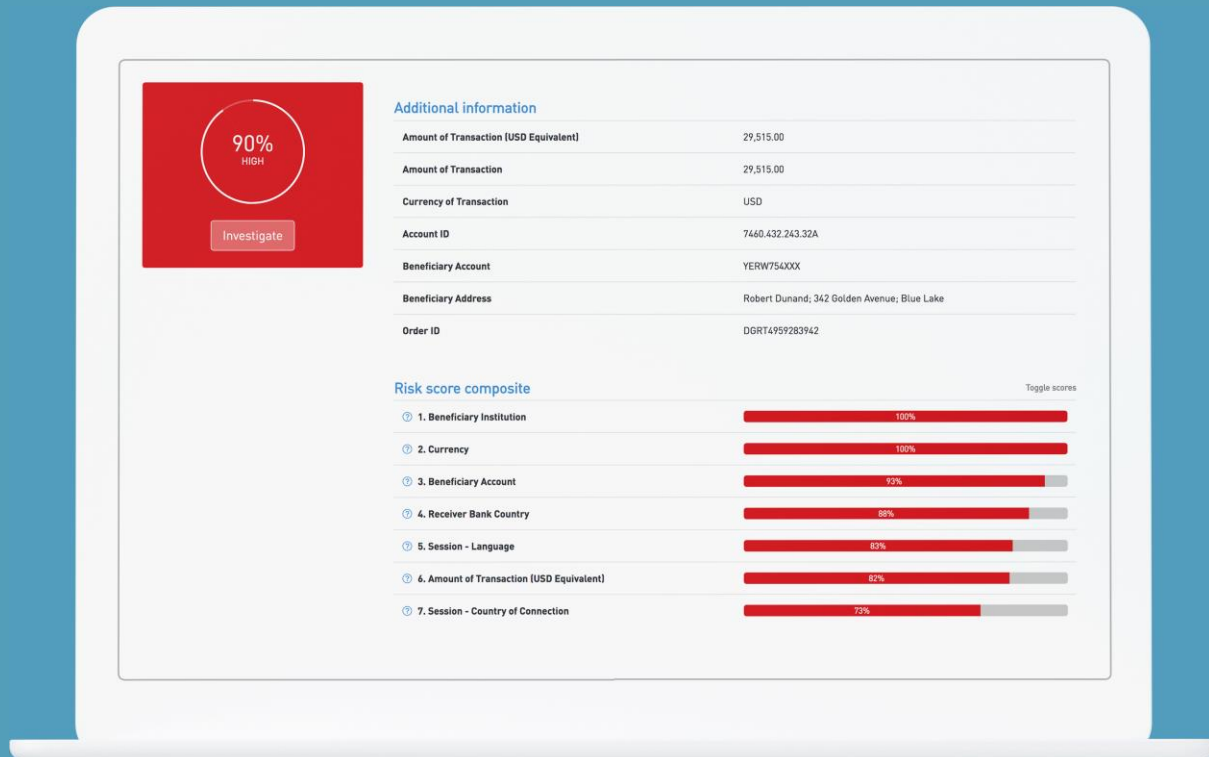 90%
HIGH
Investigate
Additional information
Amount of Transaction (USD Equivalent) 29,515.00
Amount of Transaction 29,515.00
Currency of Transaction USD
Account ID 7460.432.243.32A
Beneficiary Account YERW754XXX
Beneficiary Address Robert Dunand; 342 Golden Avenue; Blue Lake
Order ID DGRT4959283942
Risk score composite Toggle scores
? 1. Beneficiary Institution 100%
? 2. Currency 100%
? 3. Beneficiary Account 93%
? 4. Receiver Bank Country 88%
? 5. Session - Language 83%
? 6. Amount of Transaction (USD Equivalent) 82%
? 7. Session - Country of Connection 73%